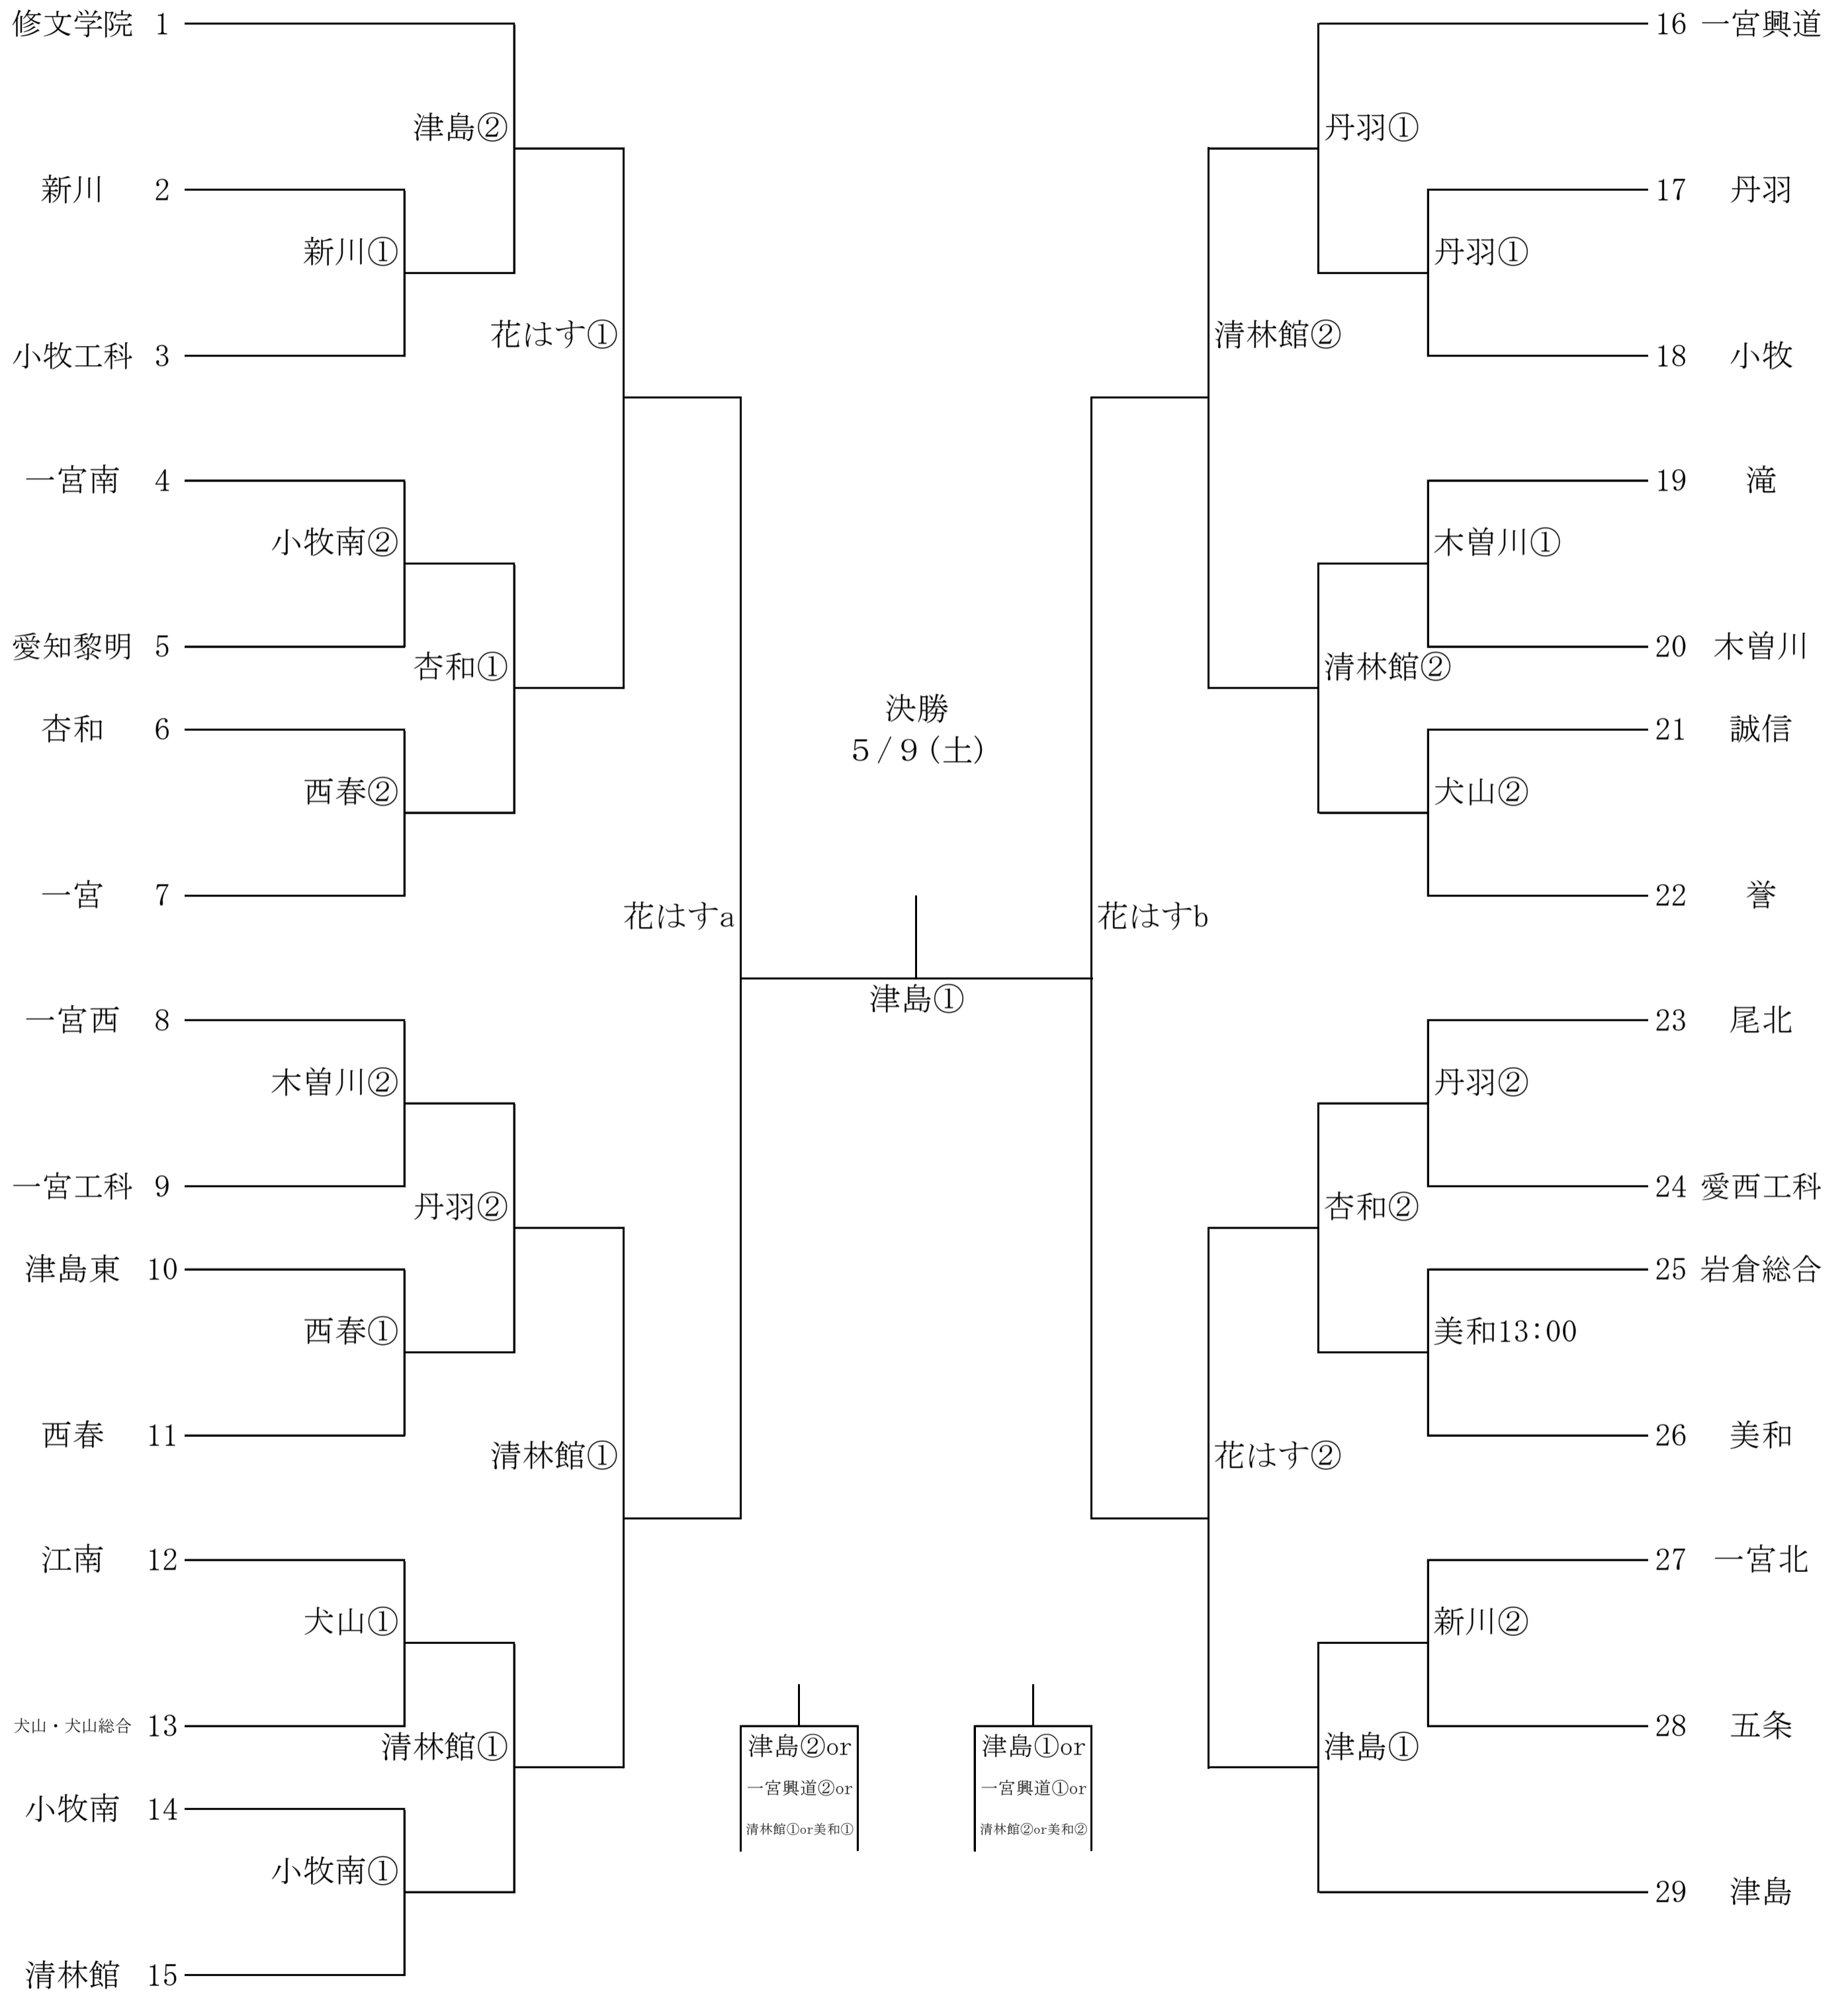 修文学院 1
津島②
新川 2
新川①
花はす①
小牧工科 3
一宮南 4
小牧南②
愛知黎明 5
杏和①
杏和 6
西春②
一宮 7
花はすa
一宮西 8
木曽川②
一宮工科 9
丹羽②
津島東 10
西春①
西春 11
清林館①
江南 12
犬山①
犬山・犬山総合 13
清林館①
小牧南 14
小牧南①
清林館 15
決勝
5/9(土)
津島①
津島②or
一宮興道②or
清林館①or美和①
津島①or
一宮興道①or
清林館②or美和②
16 一宮興道
丹羽①
17 丹羽
丹羽①
清林館②
18 小牧
19 滝
木曽川①
20 木曽川
清林館②
21 誠信
犬山②
22 誉
花はすb
23 尾北
丹羽②
24 愛西工科
杏和②
25 岩倉総合
美和13:00
26 美和
花はす②
27 一宮北
新川②
28 五条
津島①
29 津島